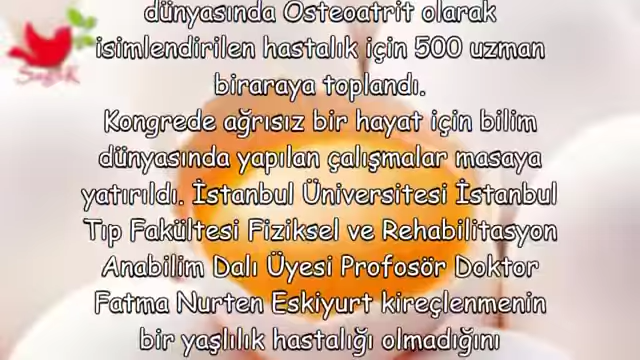 dünyasında Osteoatrit olarak
isimlendirilen hastalık için 500 uzman
biraraya toplandı.
Kongrede ağrısız bir hayat için bilim
dünyasında yapılan çalışmalar masaya
yatırıldı. İstanbul Üniversitesi İstanbul
Tıp Fakültesi Fiziksel ve Rehabilitasyon
Anabilim Dalı Üyesi Profosör Doktor
Fatma Nurten Eskiyurt kireçlenmenin
bir yaşlılık hastalığı olmadığını
Sağlık